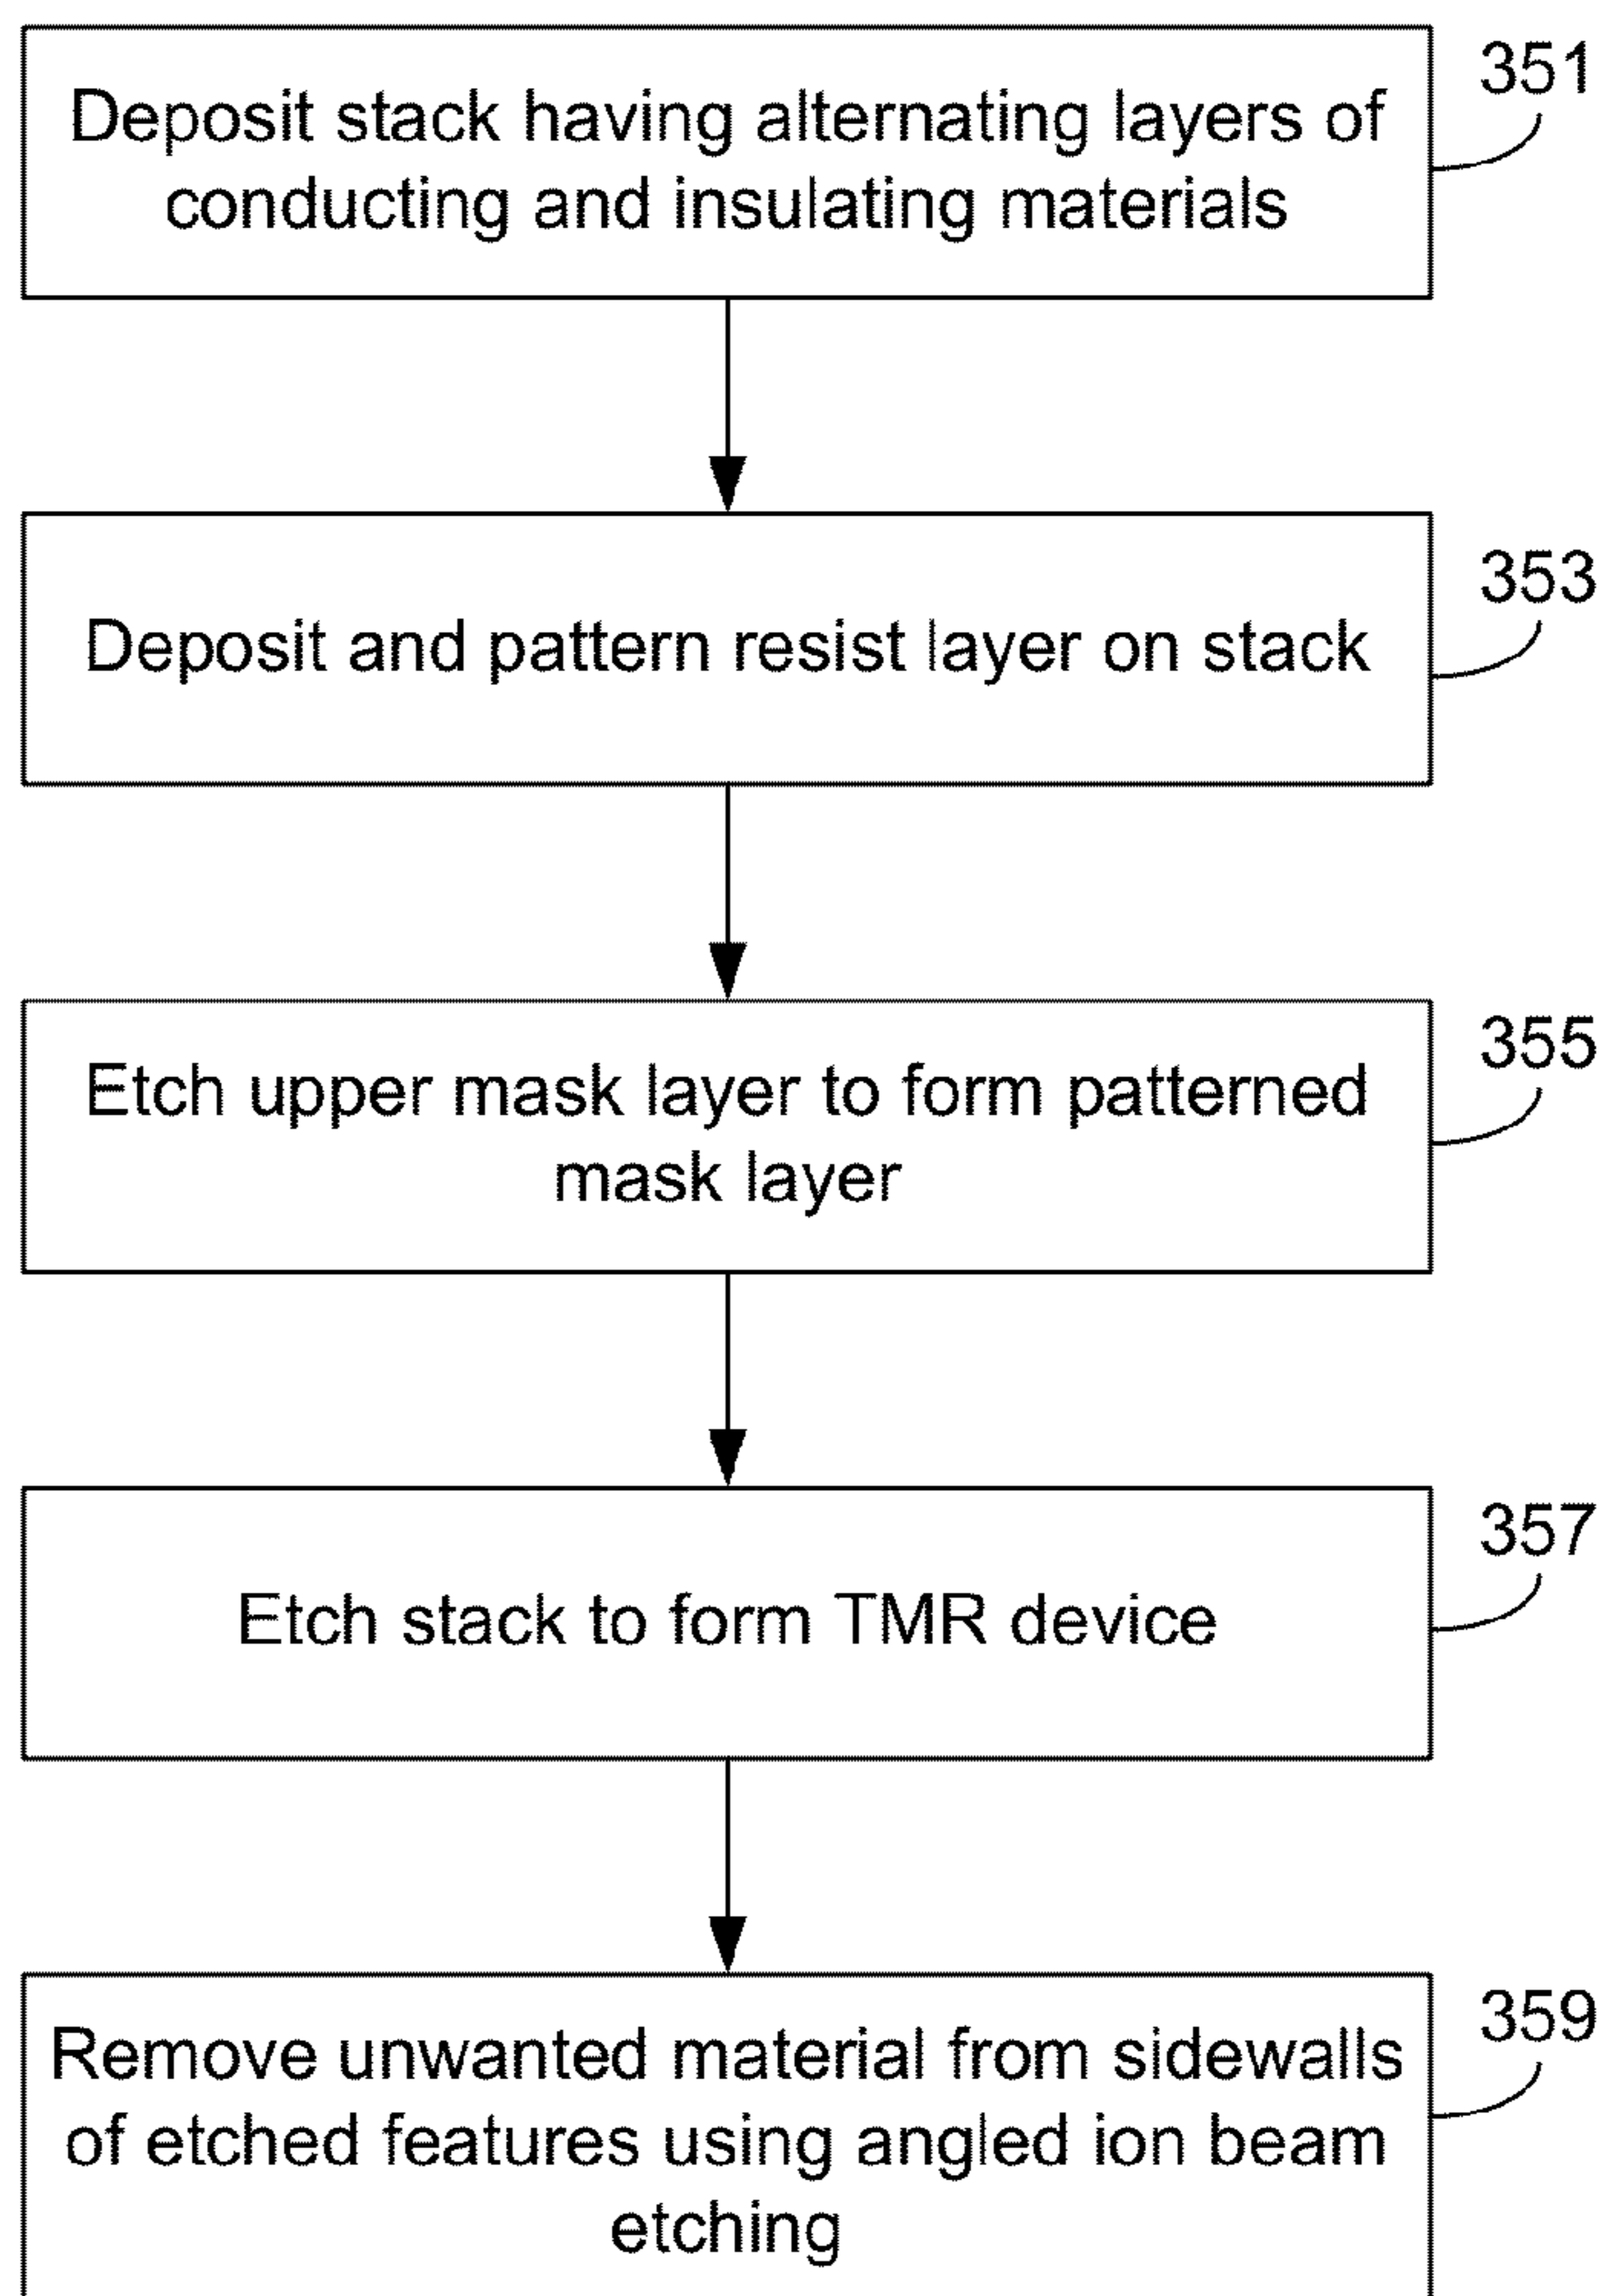 Deposit stack having alternating layers of
conducting and insulating materials
351
Deposit and pattern resist layer on stack
353
Etch upper mask layer to form patterned
mask layer
355
Etch stack to form TMR device
357
Remove unwanted material from sidewalls
of etched features using angled ion beam
etching
359